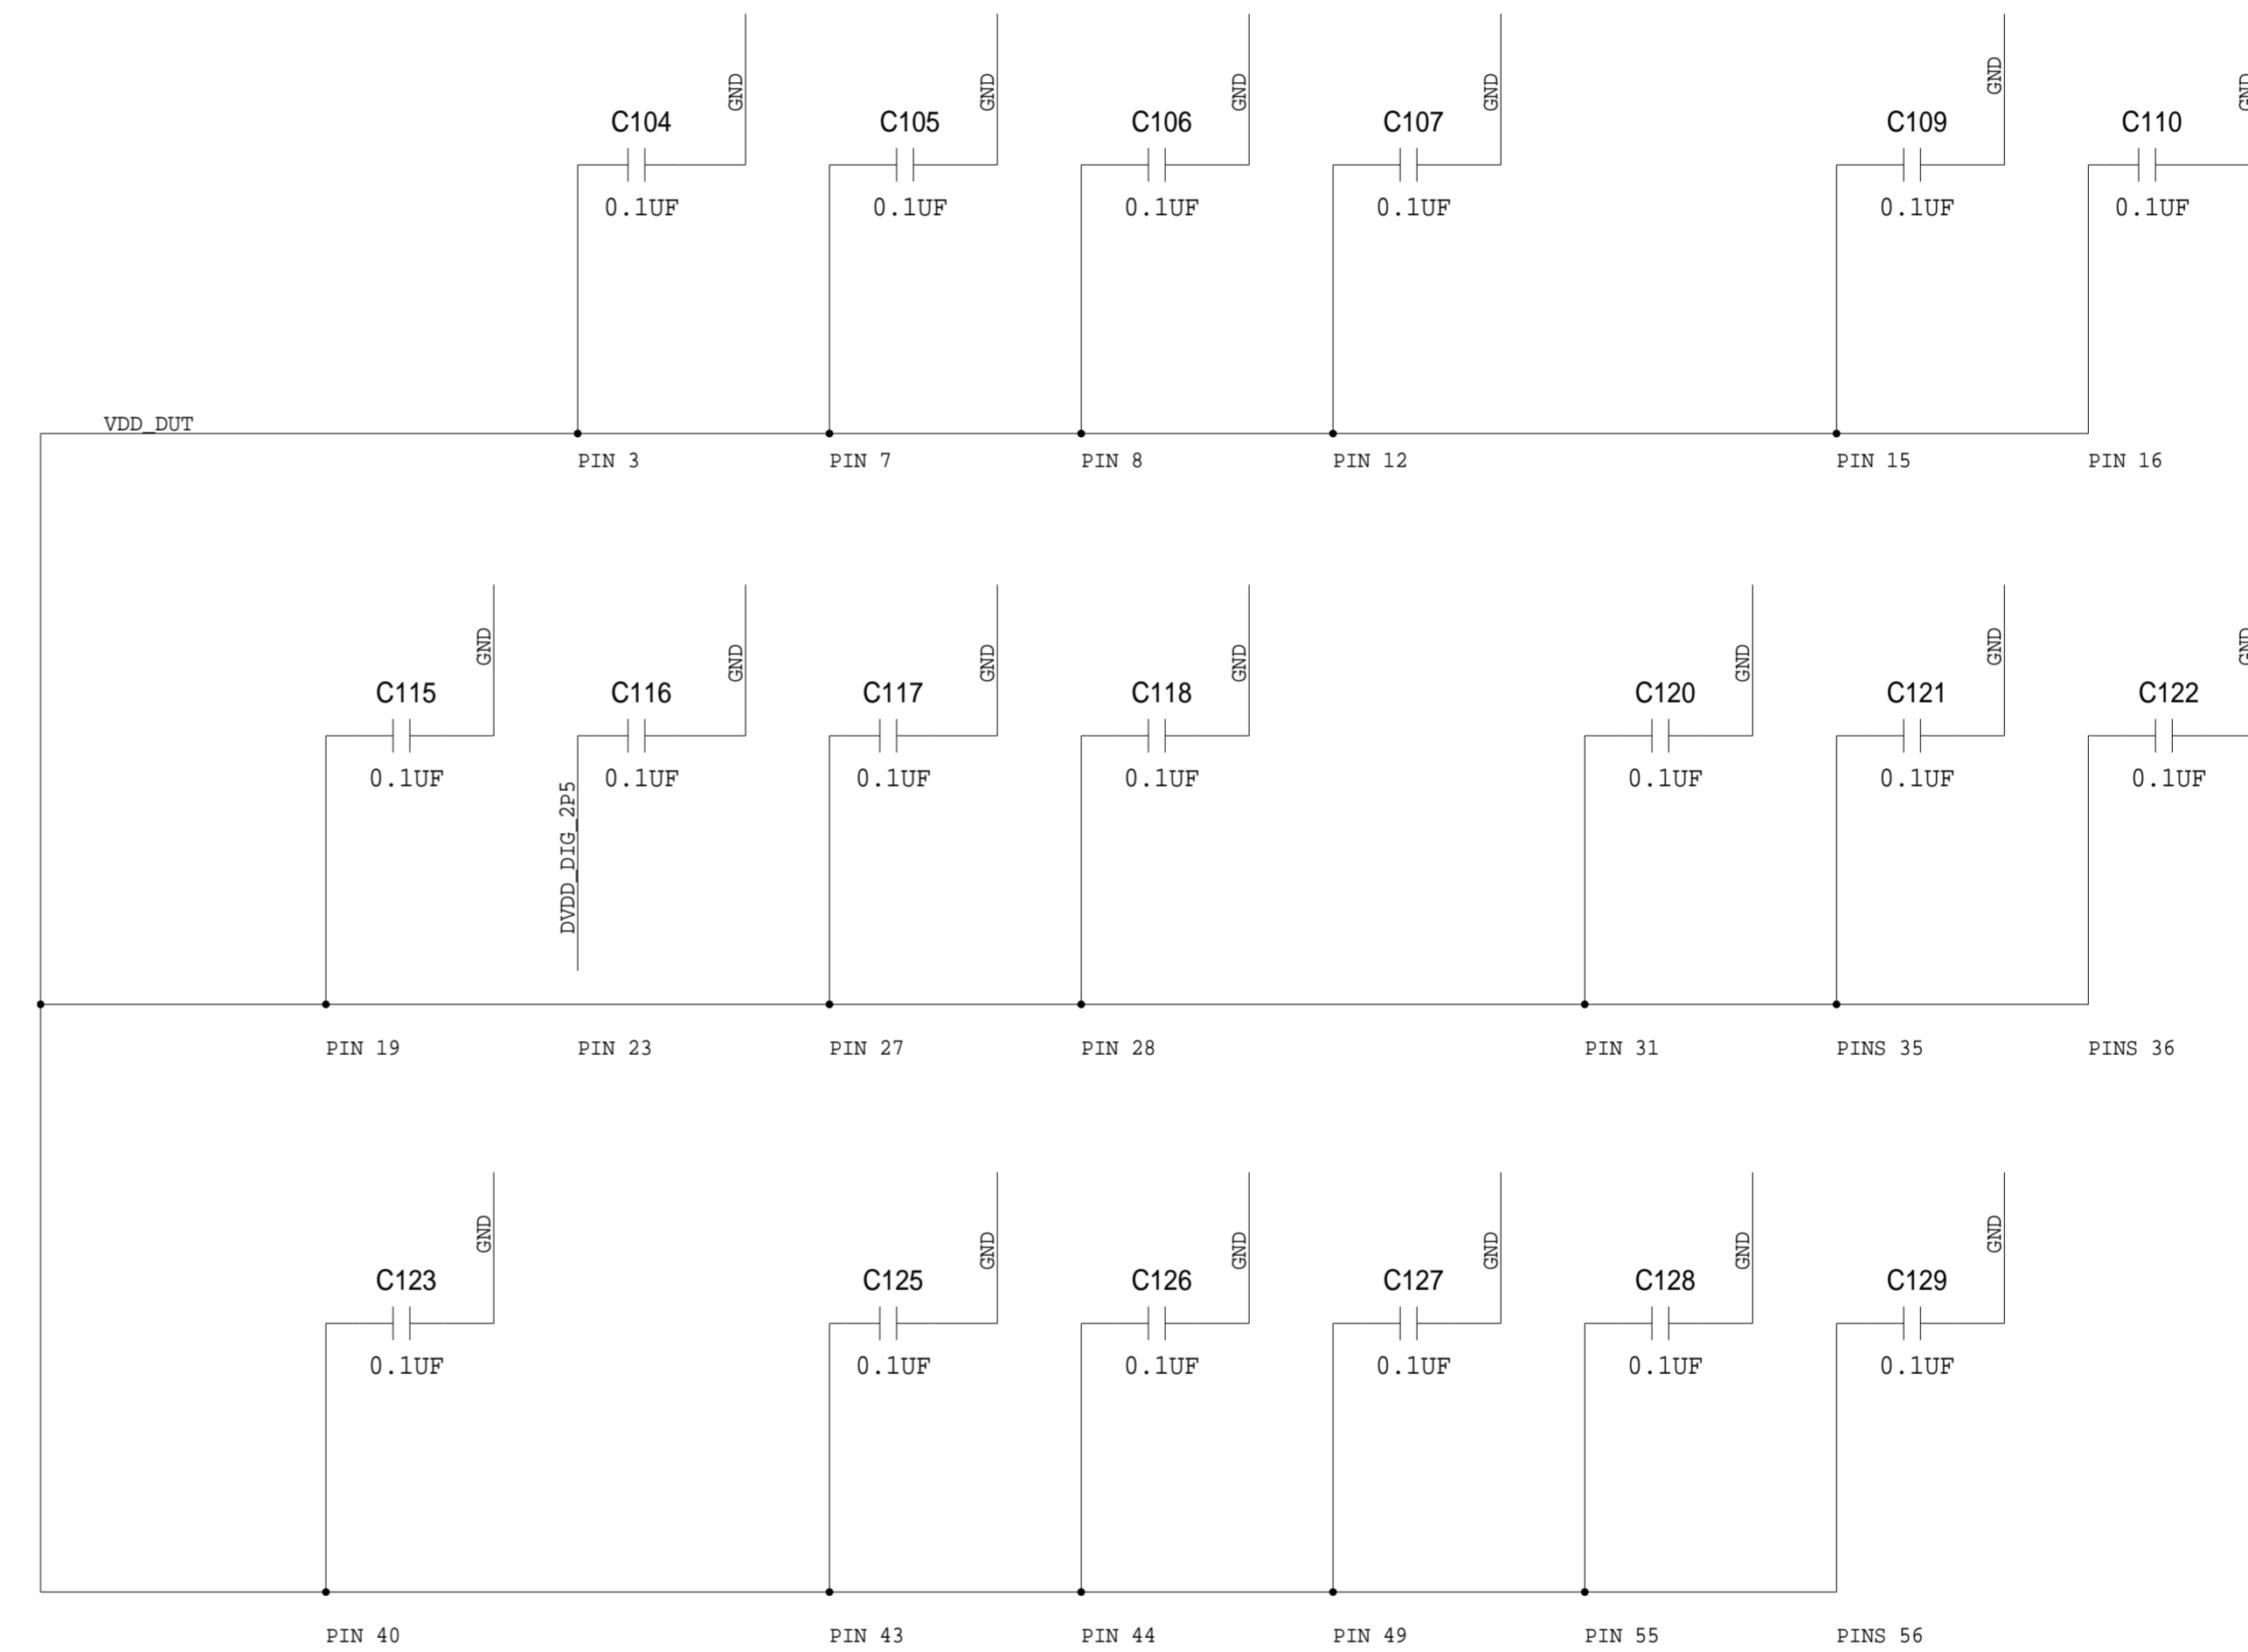 GND GND GND GND GND GND
C104 C105 C106 C107 C109 C110
0.1UF 0.1UF 0.1UF 0.1UF 0.1UF 0.1UF
VDD_DUT
PIN 3 PIN 7 PIN 8 PIN 12 PIN 15 PIN 16
GND GND GND GND GND GND GND
C115 C116 C117 C118 C120 C121 C122
0.1UF 0.1UF 0.1UF 0.1UF 0.1UF 0.1UF 0.1UF
DVDD_DIG_2P5
PIN 19 PIN 23 PIN 27 PIN 28 PIN 31 PINS 35 PINS 36
GND GND GND GND GND GND
C123 C125 C126 C127 C128 C129
0.1UF 0.1UF 0.1UF 0.1UF 0.1UF 0.1UF
PIN 40 PIN 43 PIN 44 PIN 49 PIN 55 PINS 56